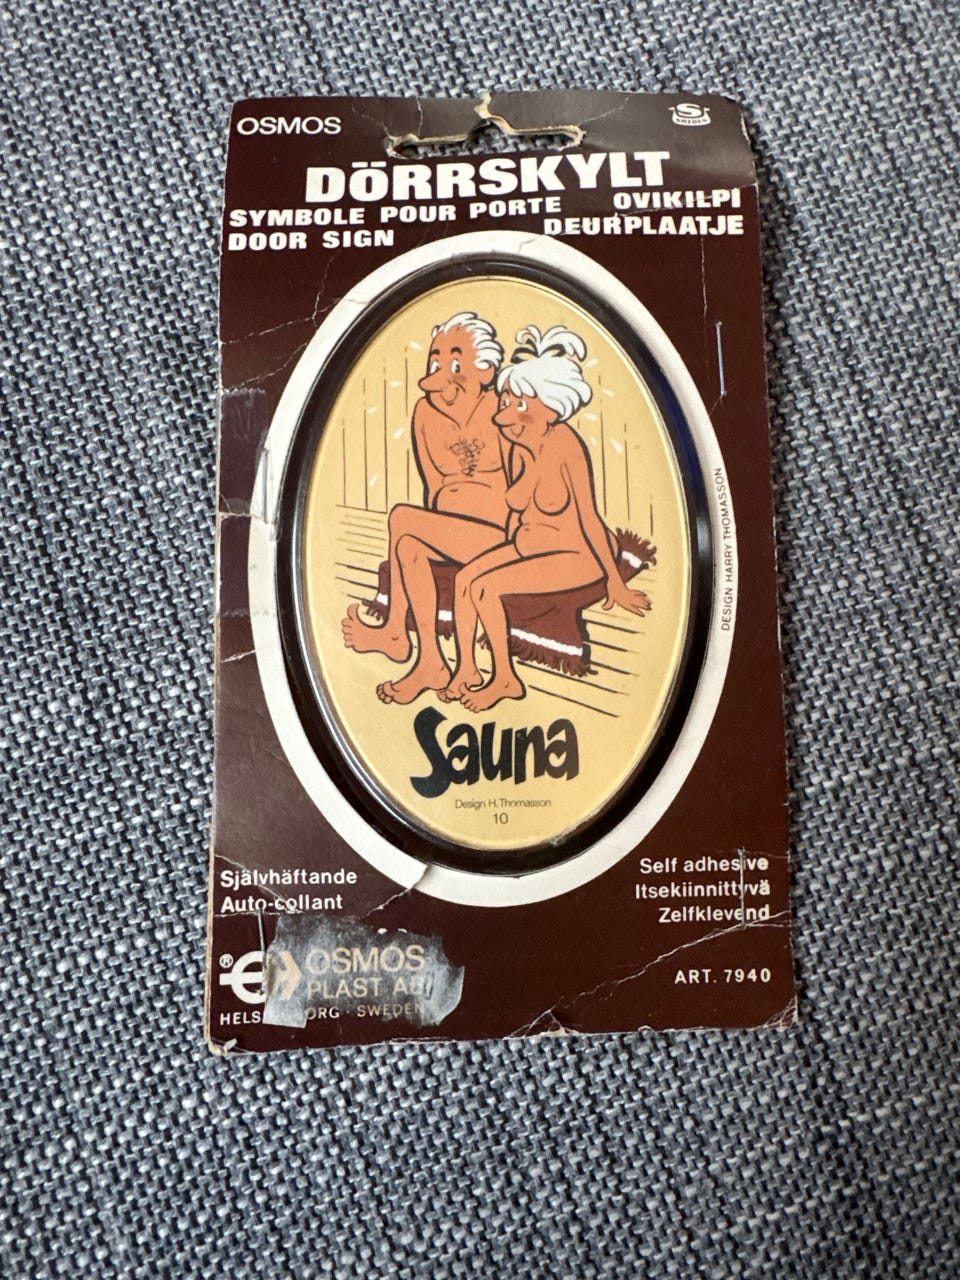 OSMOS
S
SWEDEN
DÖRRSKYLT
SYMBOLE POUR PORTE
OVIKILPI
DOOR SIGN
DEURPLAATJE
DESIGN HARRY THOMASSON
Sauna
Design H. Thomasson
10
Självhäftande
Auto-collant
Self adhesive
Itsekiinnittyvä
Zelfklevend
®
OSMOS
PLAST AB
SWEDEN
ART. 7940